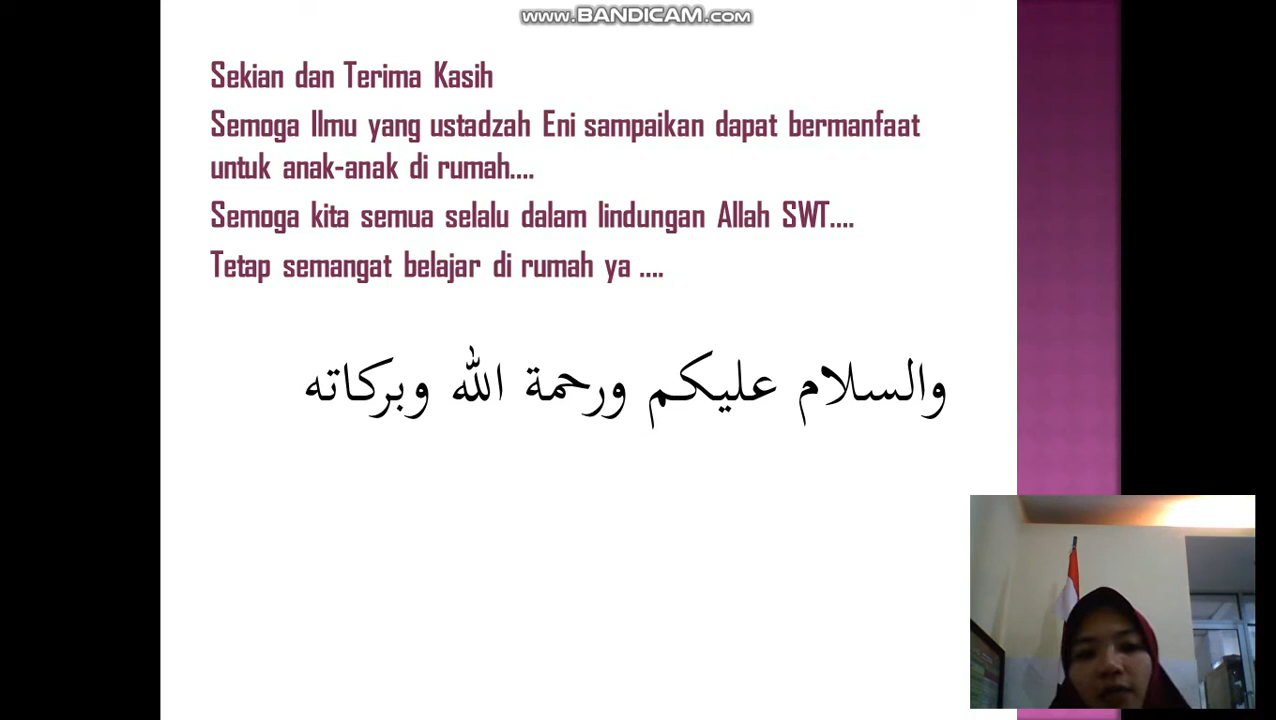 www.BANDICAM.com
Sekian dan Terima Kasih
Semoga Ilmu yang ustadzah Eni sampaikan dapat bermanfaat
untuk anak-anak di rumah....
Semoga kita semua selalu dalam lindungan Allah SWT....
Tetap semangat belajar di rumah ya ....
والسلام عليكم ورحمة الله وبركاته